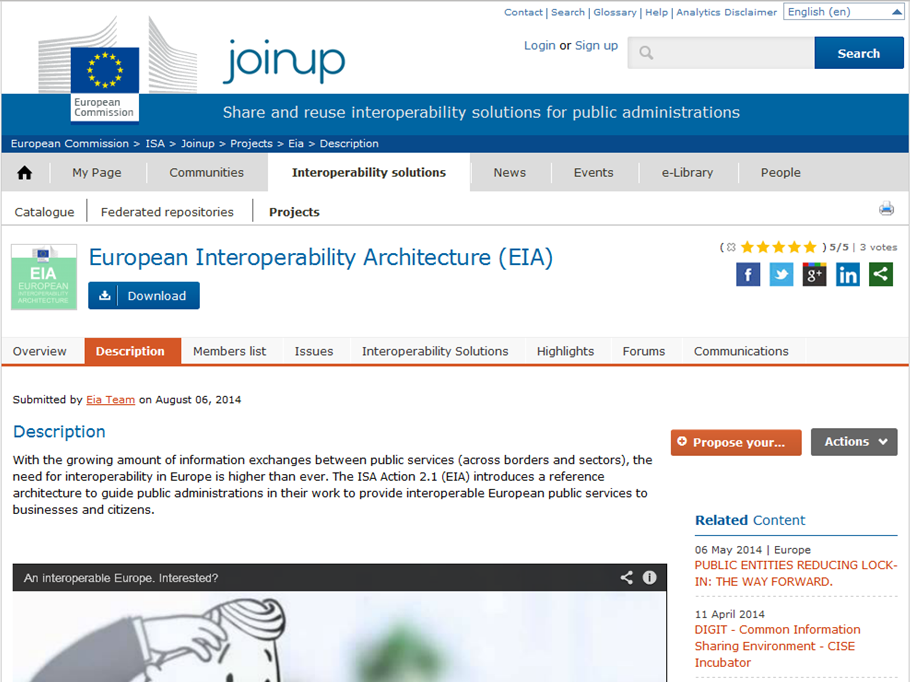 Contact | Search | Glossary | Help | Analytics Disclaimer
English (en)
joinup
Login or Sign up
Search
European
Commission
Share and reuse interoperability solutions for public administrations
European Commission > ISA > Joinup > Projects > Eia > Description
My Page
Communities
Interoperability solutions
News
Events
e-Library
People
Catalogue
Federated repositories
Projects
EIA
EUROPEAN
INTEROPERABILITY
ARCHITECTURE
European Interoperability Architecture (EIA)
( ) 5/5 | 3 votes
Download
f
g+
in
Overview
Description
Members list
Issues
Interoperability Solutions
Highlights
Forums
Communications
Submitted by Eia Team on August 06, 2014
Description
Propose your...
Actions
With the growing amount of information exchanges between public services (across borders and sectors), the
need for interoperability in Europe is higher than ever. The ISA Action 2.1 (EIA) introduces a reference
architecture to guide public administrations in their work to provide interoperable European public services to
businesses and citizens.
An interoperable Europe. Interested?
Related Content
06 May 2014 | Europe
PUBLIC ENTITIES REDUCING LOCK-
IN: THE WAY FORWARD.
11 April 2014
DIGIT - Common Information
Sharing Environment - CISE
Incubator